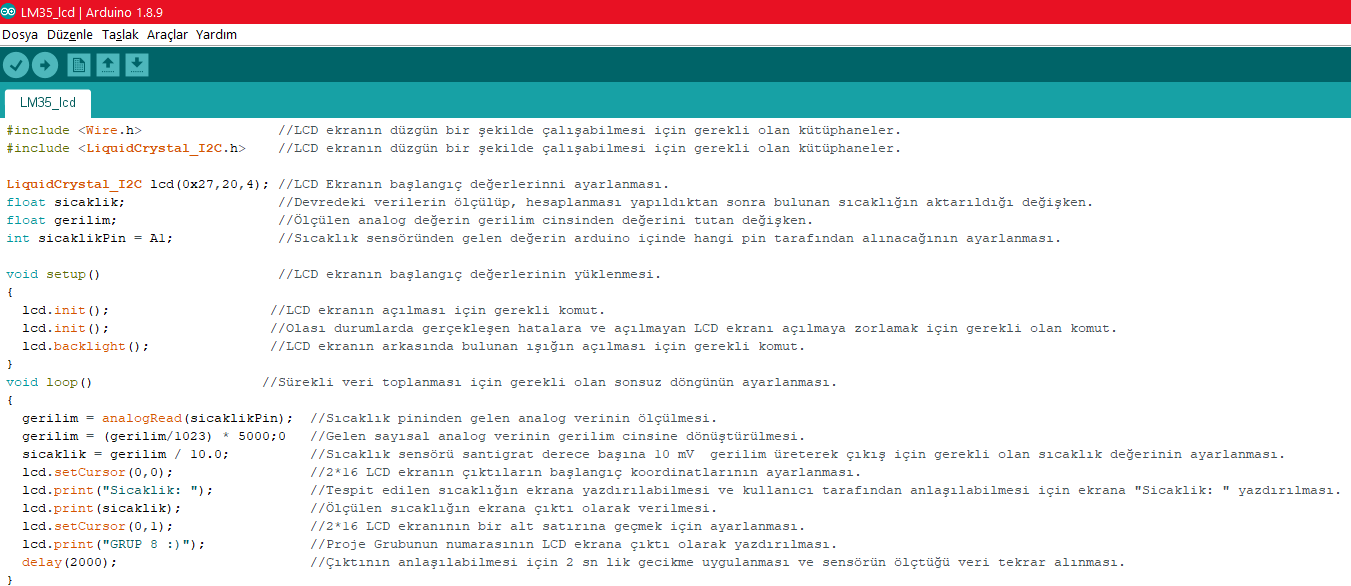 LM35_lcd | Arduino 1.8.9
Dosya Düzenle Taslak Araçlar Yardım
LM35_lcd
#include <Wire.h> //LCD ekranın düzgün bir şekilde çalışabilmesi için gerekli olan kütüphaneler.
#include <LiquidCrystal_I2C.h> //LCD ekranın düzgün bir şekilde çalışabilmesi için gerekli olan kütüphaneler.
LiquidCrystal_I2C lcd(0x27,20,4); //LCD Ekranın başlangıç değerlerinni ayarlanması.
float sicaklik; //Devredeki verilerin ölçülüp, hesaplanması yapıldıktan sonra bulunan sıcaklığın aktarıldığı değişken.
float gerilim; //Ölçülen analog değerin gerilim cinsinden değerini tutan değişken.
int sicaklikPin = A1; //Sıcaklık sensöründen gelen değerin arduino içinde hangi pin tarafından alınacağının ayarlanması.
void setup() //LCD ekranın başlangıç değerlerinin yüklenmesi.
{
lcd.init(); //LCD ekranın açılması için gerekli komut.
lcd.init(); //Olası durumlarda gerçekleşen hatalara ve açılmayan LCD ekranı açılmaya zorlamak için gerekli olan komut.
lcd.backlight(); //LCD ekranın arkasında bulunan ışığın açılması için gerekli komut.
}
void loop() //Sürekli veri toplanması için gerekli olan sonsuz döngünün ayarlanması.
{
gerilim = analogRead(sicaklikPin); //Sıcaklık pininden gelen analog verinin ölçülmesi.
gerilim = (gerilim/1023) * 5000;0 //Gelen sayısal analog verinin gerilim cinsine dönüştürülmesi.
sicaklik = gerilim / 10.0; //Sıcaklık sensörü santigrat derece başına 10 mV  gerilim üreterek çıkış için gerekli olan sıcaklık değerinin ayarlanması.
lcd.setCursor(0,0); //2*16 LCD ekranın çıktıların başlangıç koordinatlarının ayarlanması.
lcd.print("Sicaklik: "); //Tespit edilen sıcaklığın ekrana yazdırılabilmesi ve kullanıcı tarafından anlaşılabilmesi için ekrana "Sicaklik: " yazdırılması.
lcd.print(sicaklik); //Ölçülen sıcaklığın ekrana çıktı olarak verilmesi.
lcd.setCursor(0,1); //2*16 LCD ekranının bir alt satırına geçmek için ayarlanması.
lcd.print("GRUP 8 :)"); //Proje Grubunun numarasının LCD ekrana çıktı olarak yazdırılması.
delay(2000); //Çıktının anlaşılabilmesi için 2 sn lik gecikme uygulanması ve sensörün ölçtüğü veri tekrar alınması.
}